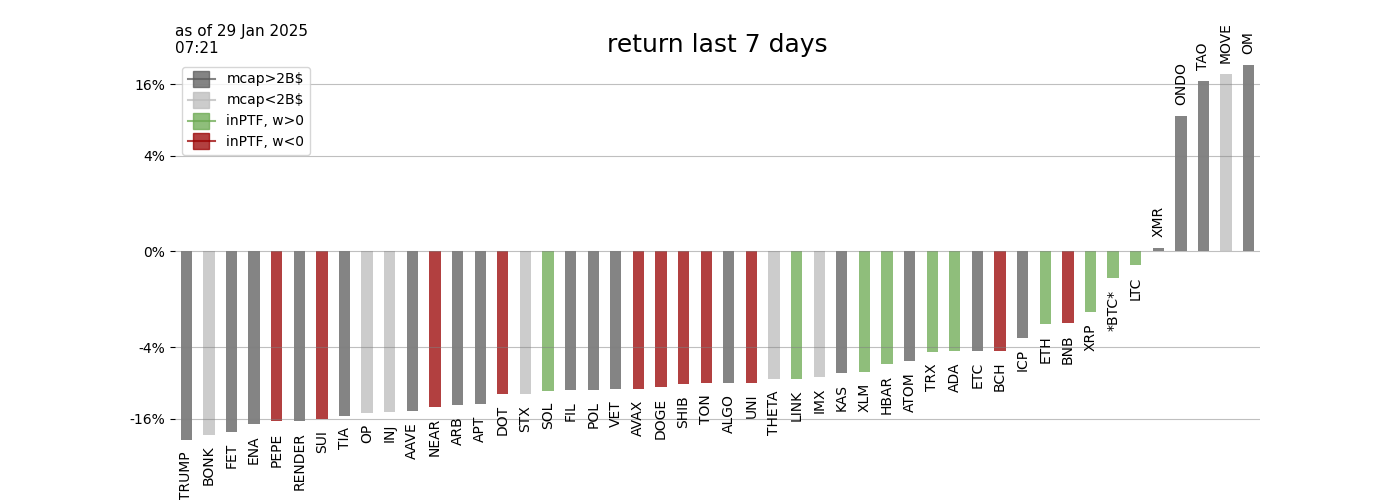 as of 29 Jan 2025
07:21
return last 7 days
mcap>2B$
mcap<2B$
inPTF, w>0
inPTF, w<0
16%
4%
0%
-4%
-16%
TRUMP
BONK
FET
ENA
PEPE
RENDER
SUI
TIA
OP
INJ
AAVE
NEAR
ARB
APT
DOT
STX
SOL
FIL
POL
VET
AVAX
DOGE
SHIB
TON
ALGO
UNI
THETA
LINK
IMX
KAS
XLM
HBAR
ATOM
TRX
ADA
ETC
BCH
ICP
ETH
BNB
XRP
*BTC*
LTC
XMR
ONDO
TAO
MOVE
OM